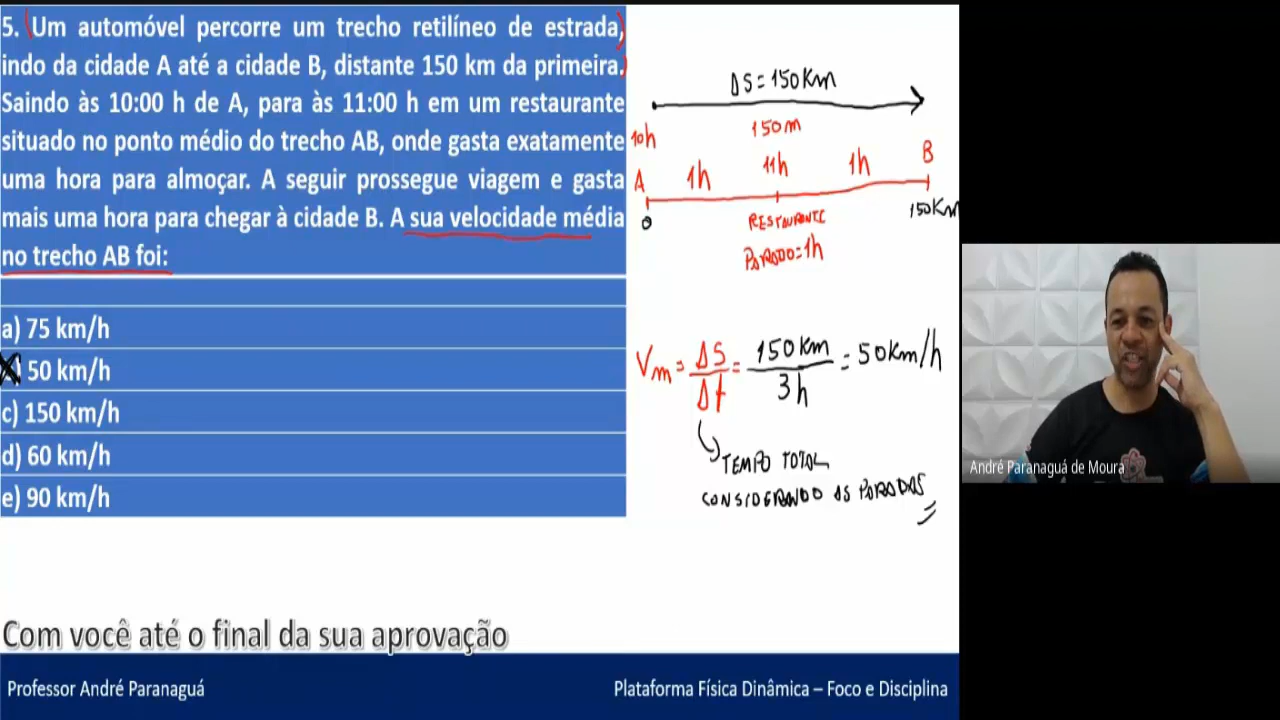 5. Um automóvel percorre um trecho retilíneo de estrada,
indo da cidade A até a cidade B, distante 150 km da primeira.
Saindo às 10:00 h de A, para às 11:00 h em um restaurante
situado no ponto médio do trecho AB, onde gasta exatamente
uma hora para almoçar. A seguir prossegue viagem e gasta
mais uma hora para chegar à cidade B. A sua velocidade média
no trecho AB foi:
a) 75 km/h
50 km/h
c) 150 km/h
d) 60 km/h
e) 90 km/h
ΔS = 150 Km
10h
150 m
A 1h 11h 1h B
0 RESTAURANTE 150 Km
PARADO = 1h
Vm = ΔS/Δt = 150 Km/3h = 50 Km/h
TEMPO TOTAL
CONSIDERANDO AS PARADAS
André Paranaguá de Moura
Com você até o final da sua aprovação
Professor André Paranaguá
Plataforma Física Dinâmica – Foco e Disciplina